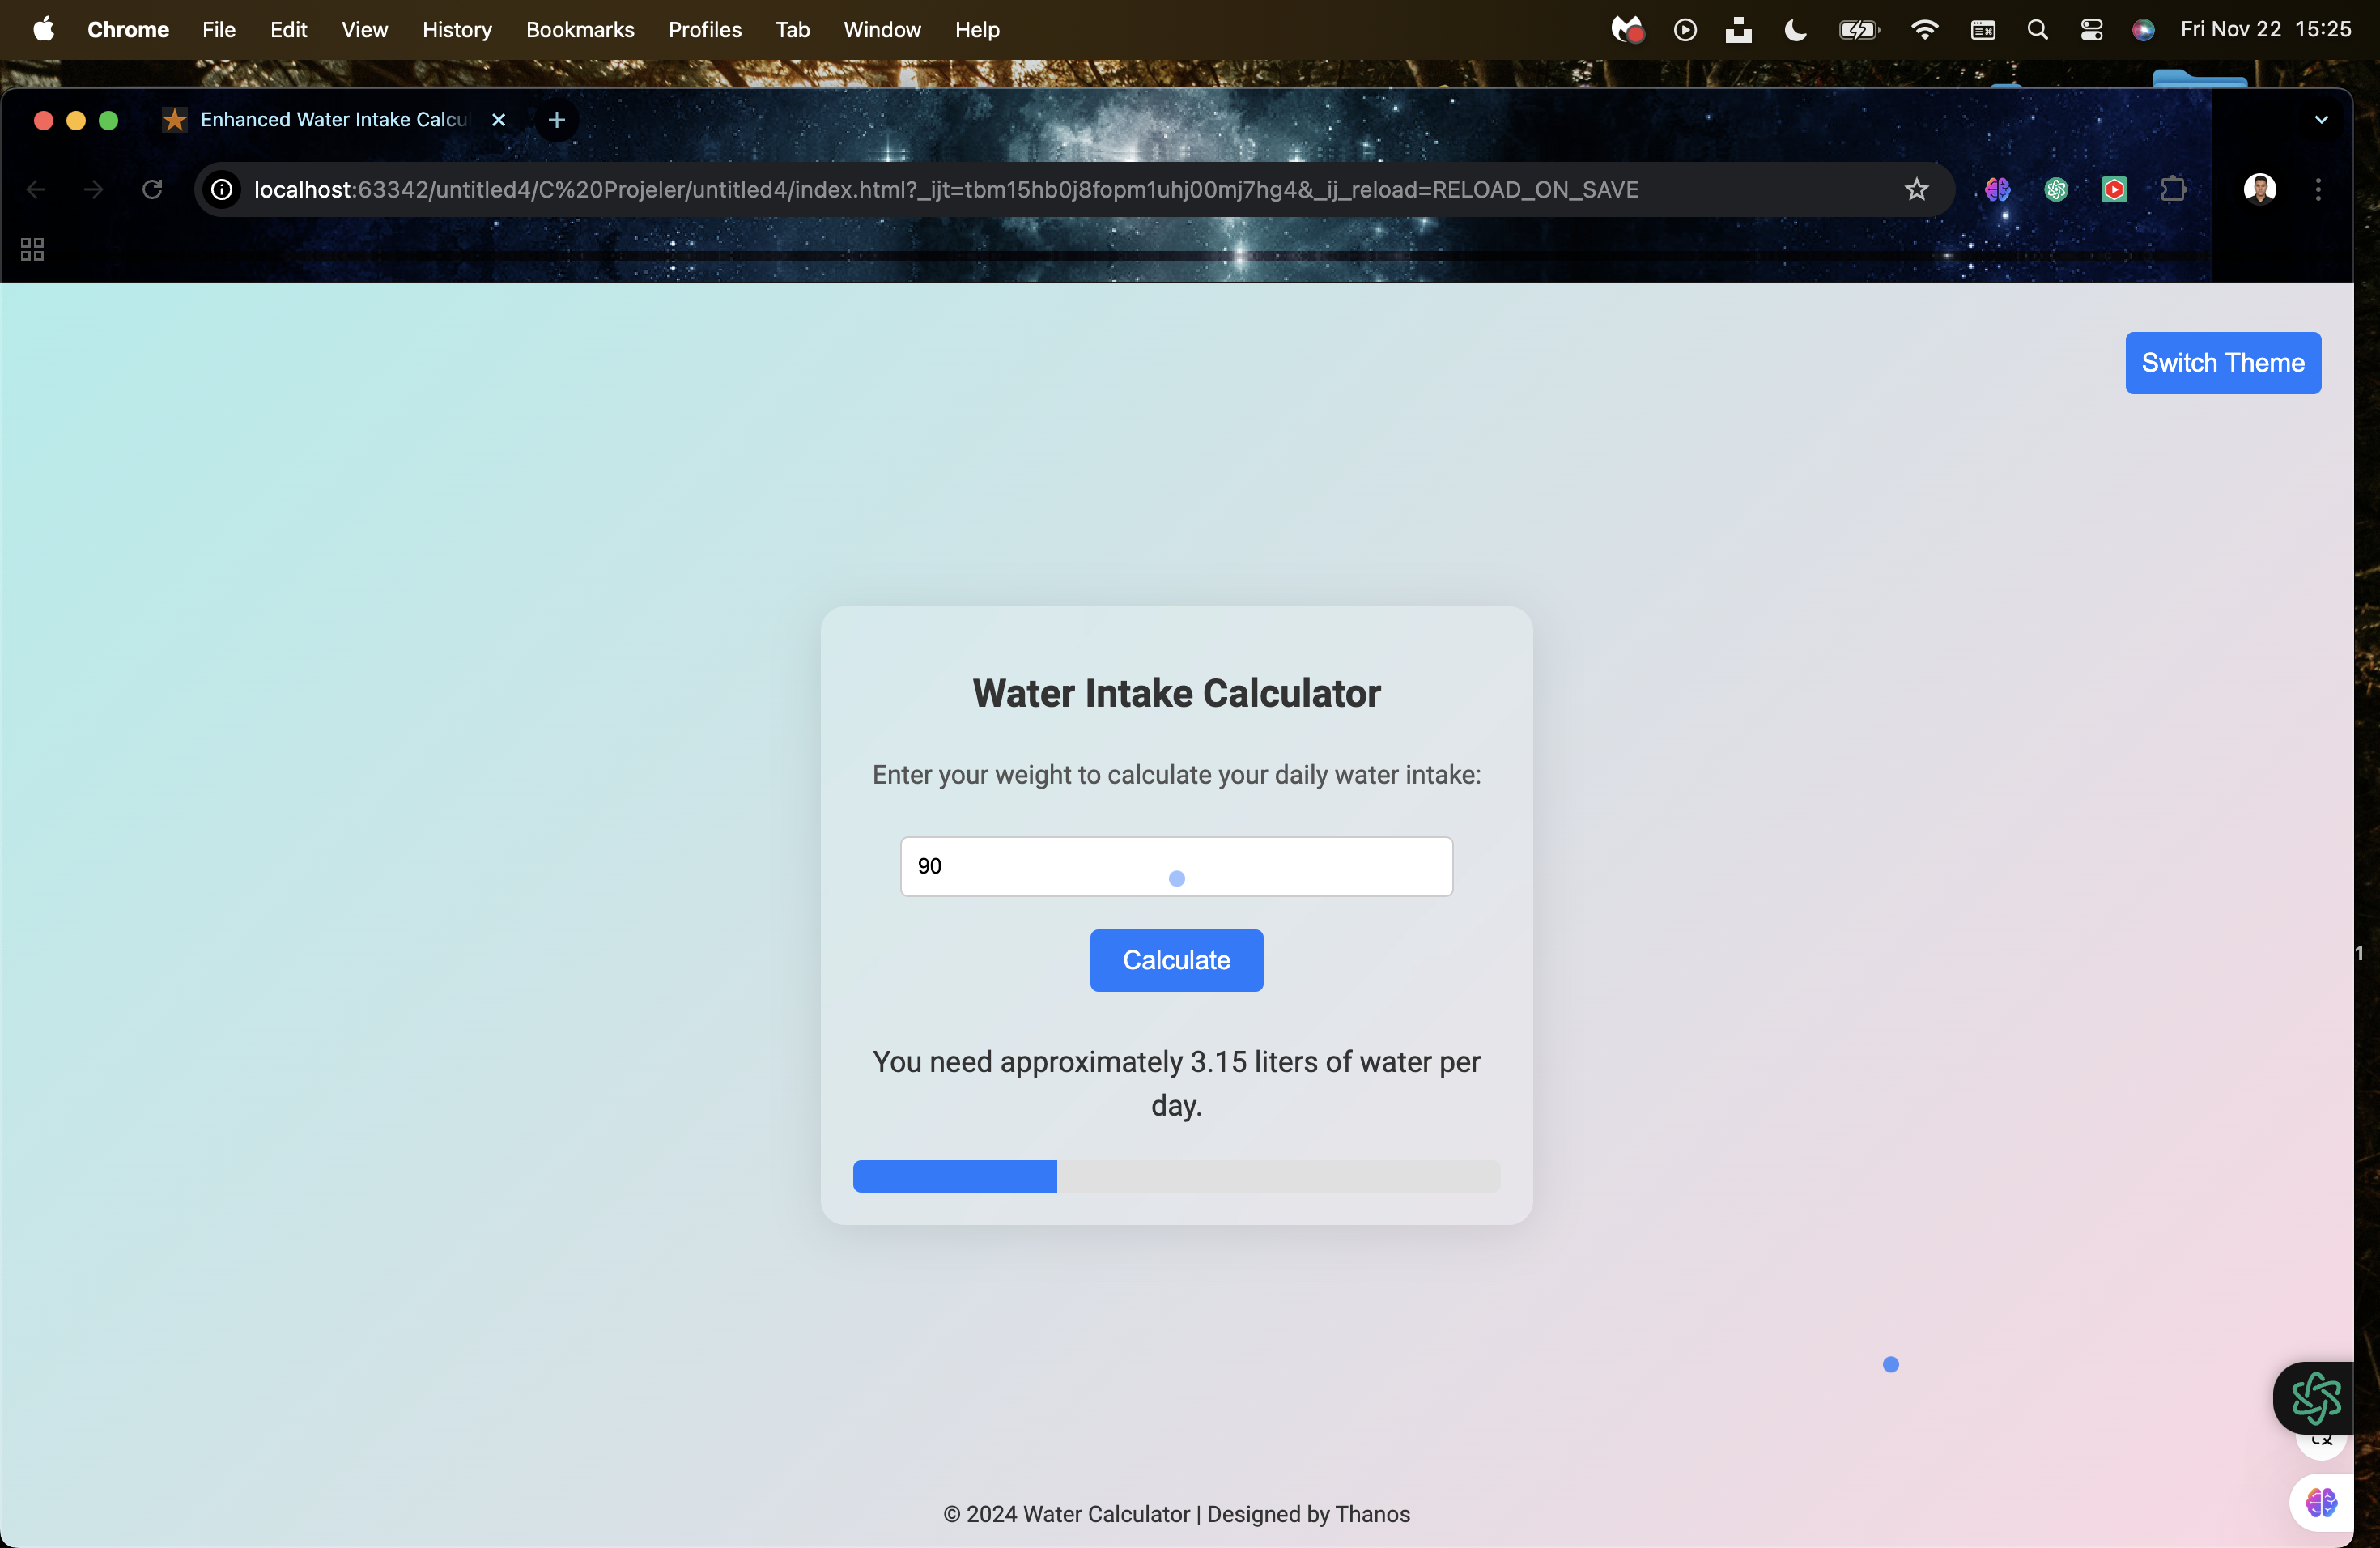 Chrome File Edit View History Bookmarks Profiles Tab Window Help Fri Nov 22 15:25
Enhanced Water Intake Calcu
localhost:63342/untitled4/C%20Projeler/untitled4/index.html?_ijt=tbm15hb0j8fopm1uhj00mj7hg4&_ij_reload=RELOAD_ON_SAVE
Switch Theme
Water Intake Calculator
Enter your weight to calculate your daily water intake:
90
Calculate
1
You need approximately 3.15 liters of water per
day.
© 2024 Water Calculator | Designed by Thanos